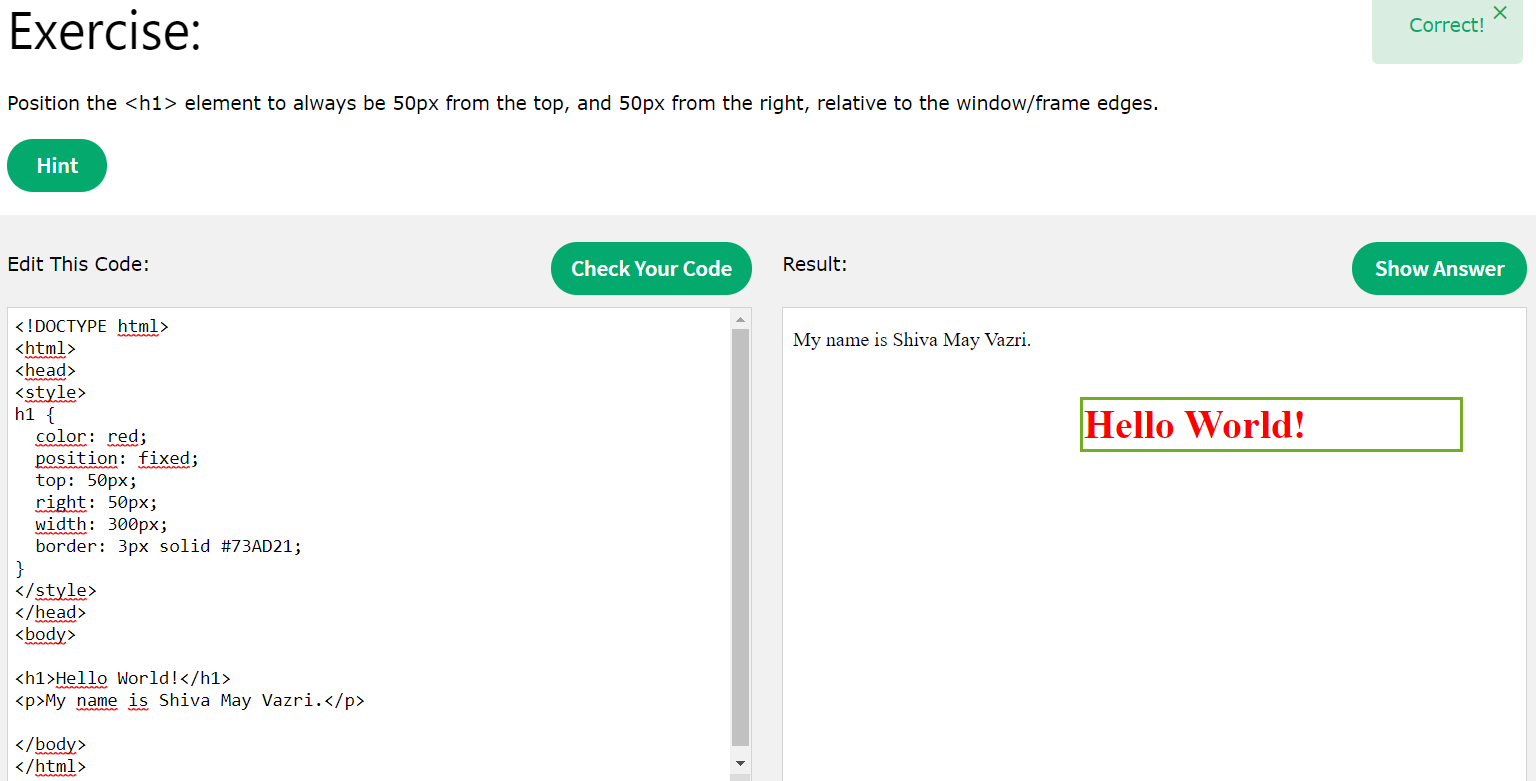 Exercise:
Correct!
×
Position the <h1> element to always be 50px from the top, and 50px from the right, relative to the window/frame edges.
Hint
Edit This Code:
Check Your Code
Result:
Show Answer
<!DOCTYPE html>
<html>
<head>
<style>
h1 {
  color: red;
  position: fixed;
  top: 50px;
  right: 50px;
  width: 300px;
  border: 3px solid #73AD21;
}
</style>
</head>
<body>

<h1>Hello World!</h1>
<p>My name is Shiva May Vazri.</p>

</body>
</html>
My name is Shiva May Vazri.
Hello World!